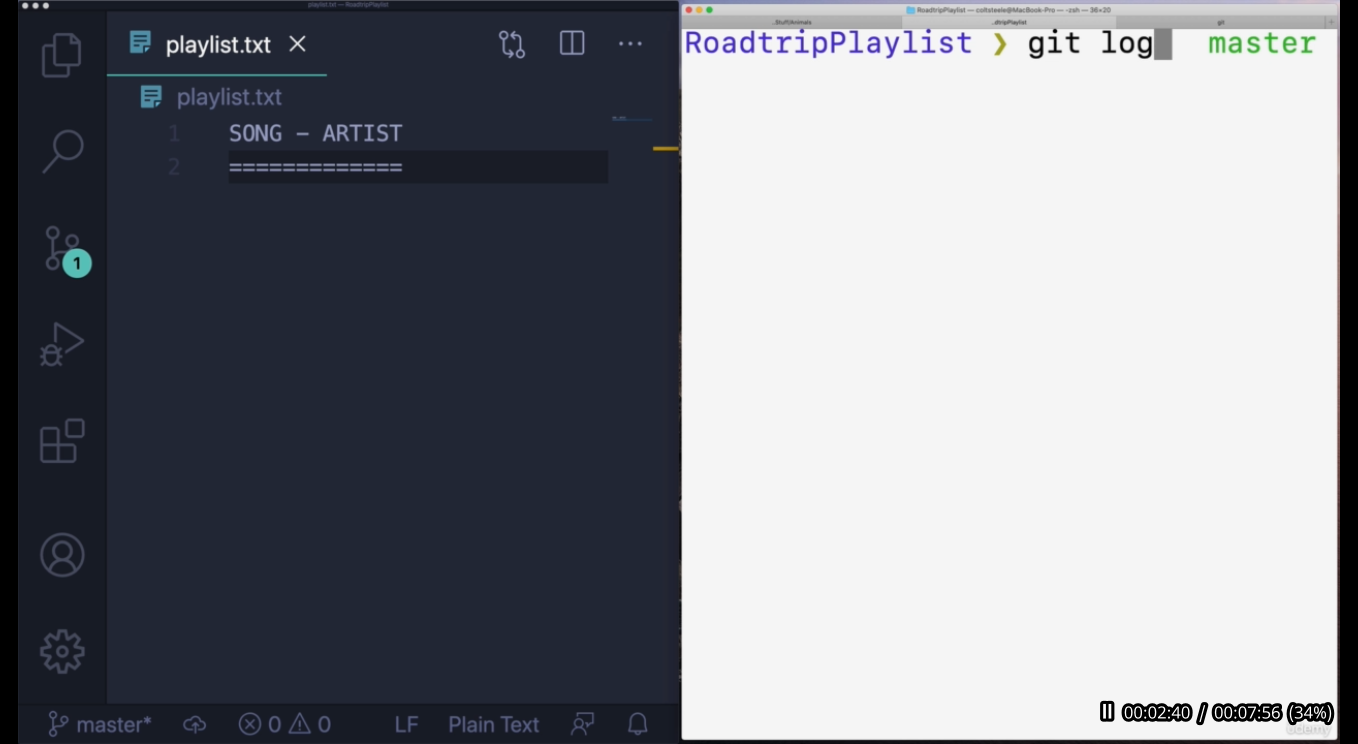 playlist.txt — RoadtripPlaylist
playlist.txt
playlist.txt
1 SONG – ARTIST
2 =============
1
master* 0 0 LF Plain Text
RoadtripPlaylist — coltsteele@MacBook-Pro — -zsh — 36×20
..Stuff/Animals ..dtripPlaylist git
RoadtripPlaylist ❯ git log master
00:02:40 / 00:07:56 (34%)
udemy